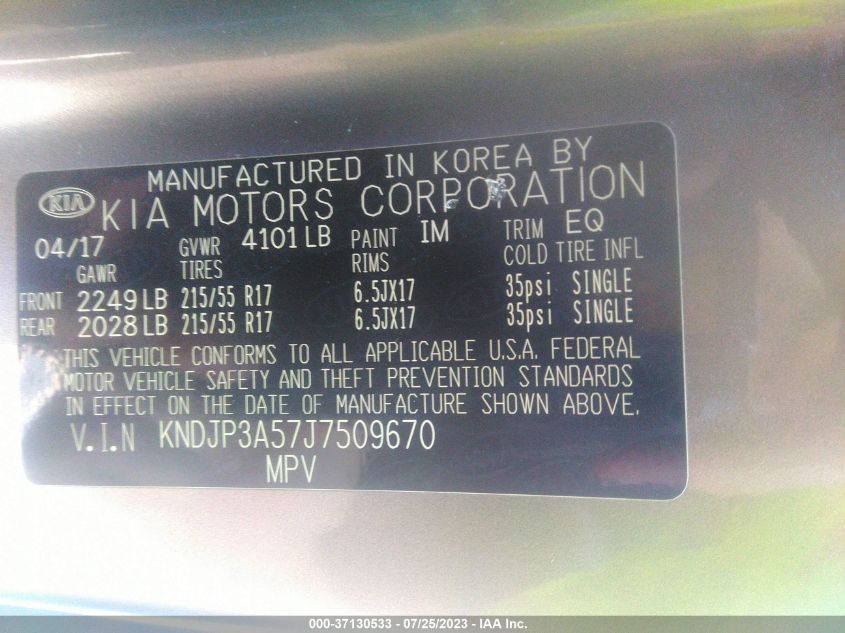 MANUFACTURED IN KOREA BY
KIA KIA MOTORS CORPORATION
04/17 GVWR 4101 LB PAINT IM TRIM EQ
GAWR TIRES RIMS COLD TIRE INFL
FRONT 2249 LB 215/55 R17 6.5JX17 35psi SINGLE
REAR 2028 LB 215/55 R17 6.5JX17 35psi SINGLE
THIS VEHICLE CONFORMS TO ALL APPLICABLE U.S.A. FEDERAL
MOTOR VEHICLE SAFETY AND THEFT PREVENTION STANDARDS
IN EFFECT ON THE DATE OF MANUFACTURE SHOWN ABOVE.
V.I.N KNDJP3A57J7509670
MPV
000-37130533 - 07/25/2023 - IAA Inc.